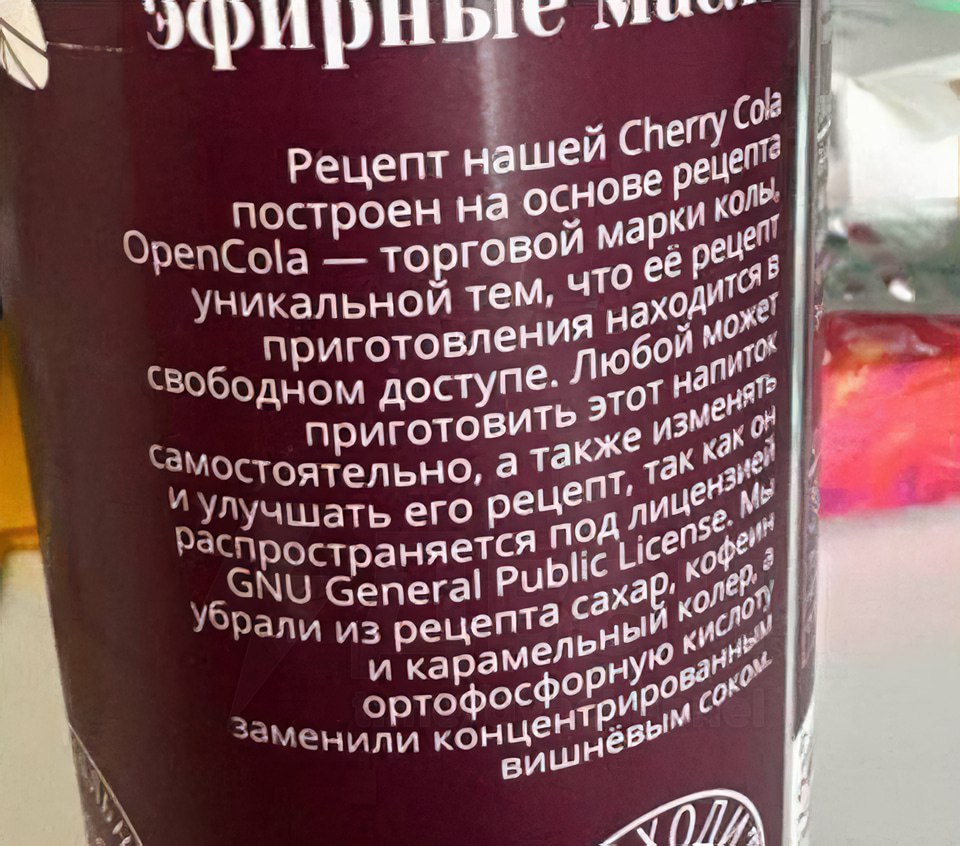 эфирные
Рецепт нашей Cherry Cola
построен на основе рецепта
OpenCola — торговой марки колы,
уникальной тем, что её рецепт
приготовления находится в
свободном доступе. Любой может
приготовить этот напиток
самостоятельно, а также изменять
и улучшать его рецепт, так как он
распространяется под лицензией
GNU General Public License. Мы
убрали из рецепта сахар, кофеин
и карамельный колер, а
ортофосфорную кислоту
заменили концентрированным
вишнёвым соком.